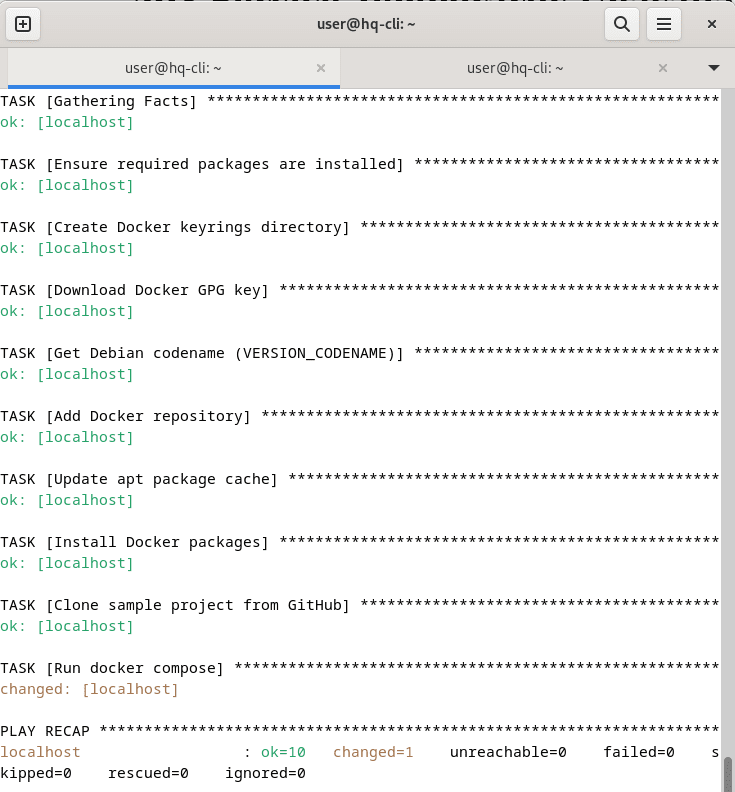 user@hq-cli: ~
user@hq-cli: ~
user@hq-cli: ~
TASK [Gathering Facts] *********************************************************
ok: [localhost]
TASK [Ensure required packages are installed] **********************************
ok: [localhost]
TASK [Create Docker keyrings directory] ****************************************
ok: [localhost]
TASK [Download Docker GPG key] *************************************************
ok: [localhost]
TASK [Get Debian codename (VERSION_CODENAME)] **********************************
ok: [localhost]
TASK [Add Docker repository] ***************************************************
ok: [localhost]
TASK [Update apt package cache] ************************************************
ok: [localhost]
TASK [Install Docker packages] *************************************************
ok: [localhost]
TASK [Clone sample project from GitHub] ****************************************
ok: [localhost]
TASK [Run docker compose] ******************************************************
changed: [localhost]
PLAY RECAP *********************************************************************
localhost                  : ok=10   changed=1    unreachable=0    failed=0    s
kipped=0    rescued=0    ignored=0